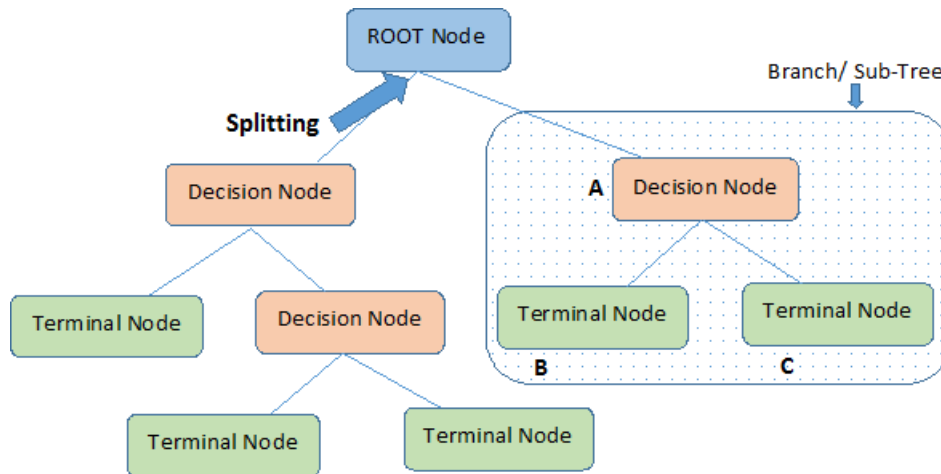 ROOT Node
Branch/ Sub-Tree
Splitting
Decision Node
A
Decision Node
Terminal Node
Decision Node
Terminal Node
Terminal Node
B
C
Terminal Node
Terminal Node